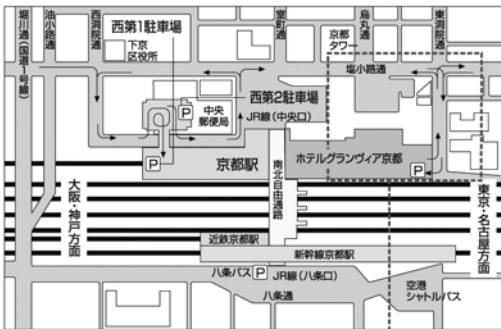 堀川通(国道1号線)
油小路通
西洞院通
西第1駐車場
下京
区役所
室町通
京都
タワー
烏丸通
東洞院通
塩小路通
西第2駐車場
中央
郵便局
JR線(中央口)
P
P
京都駅
ホテルグランヴィア京都
P
南北自由通路
大阪・神戸方面
東京・名古屋方面
近鉄京都駅
新幹線京都駅
八条バス
P
JR線(八条口)
八条通
空港
シャトルバス